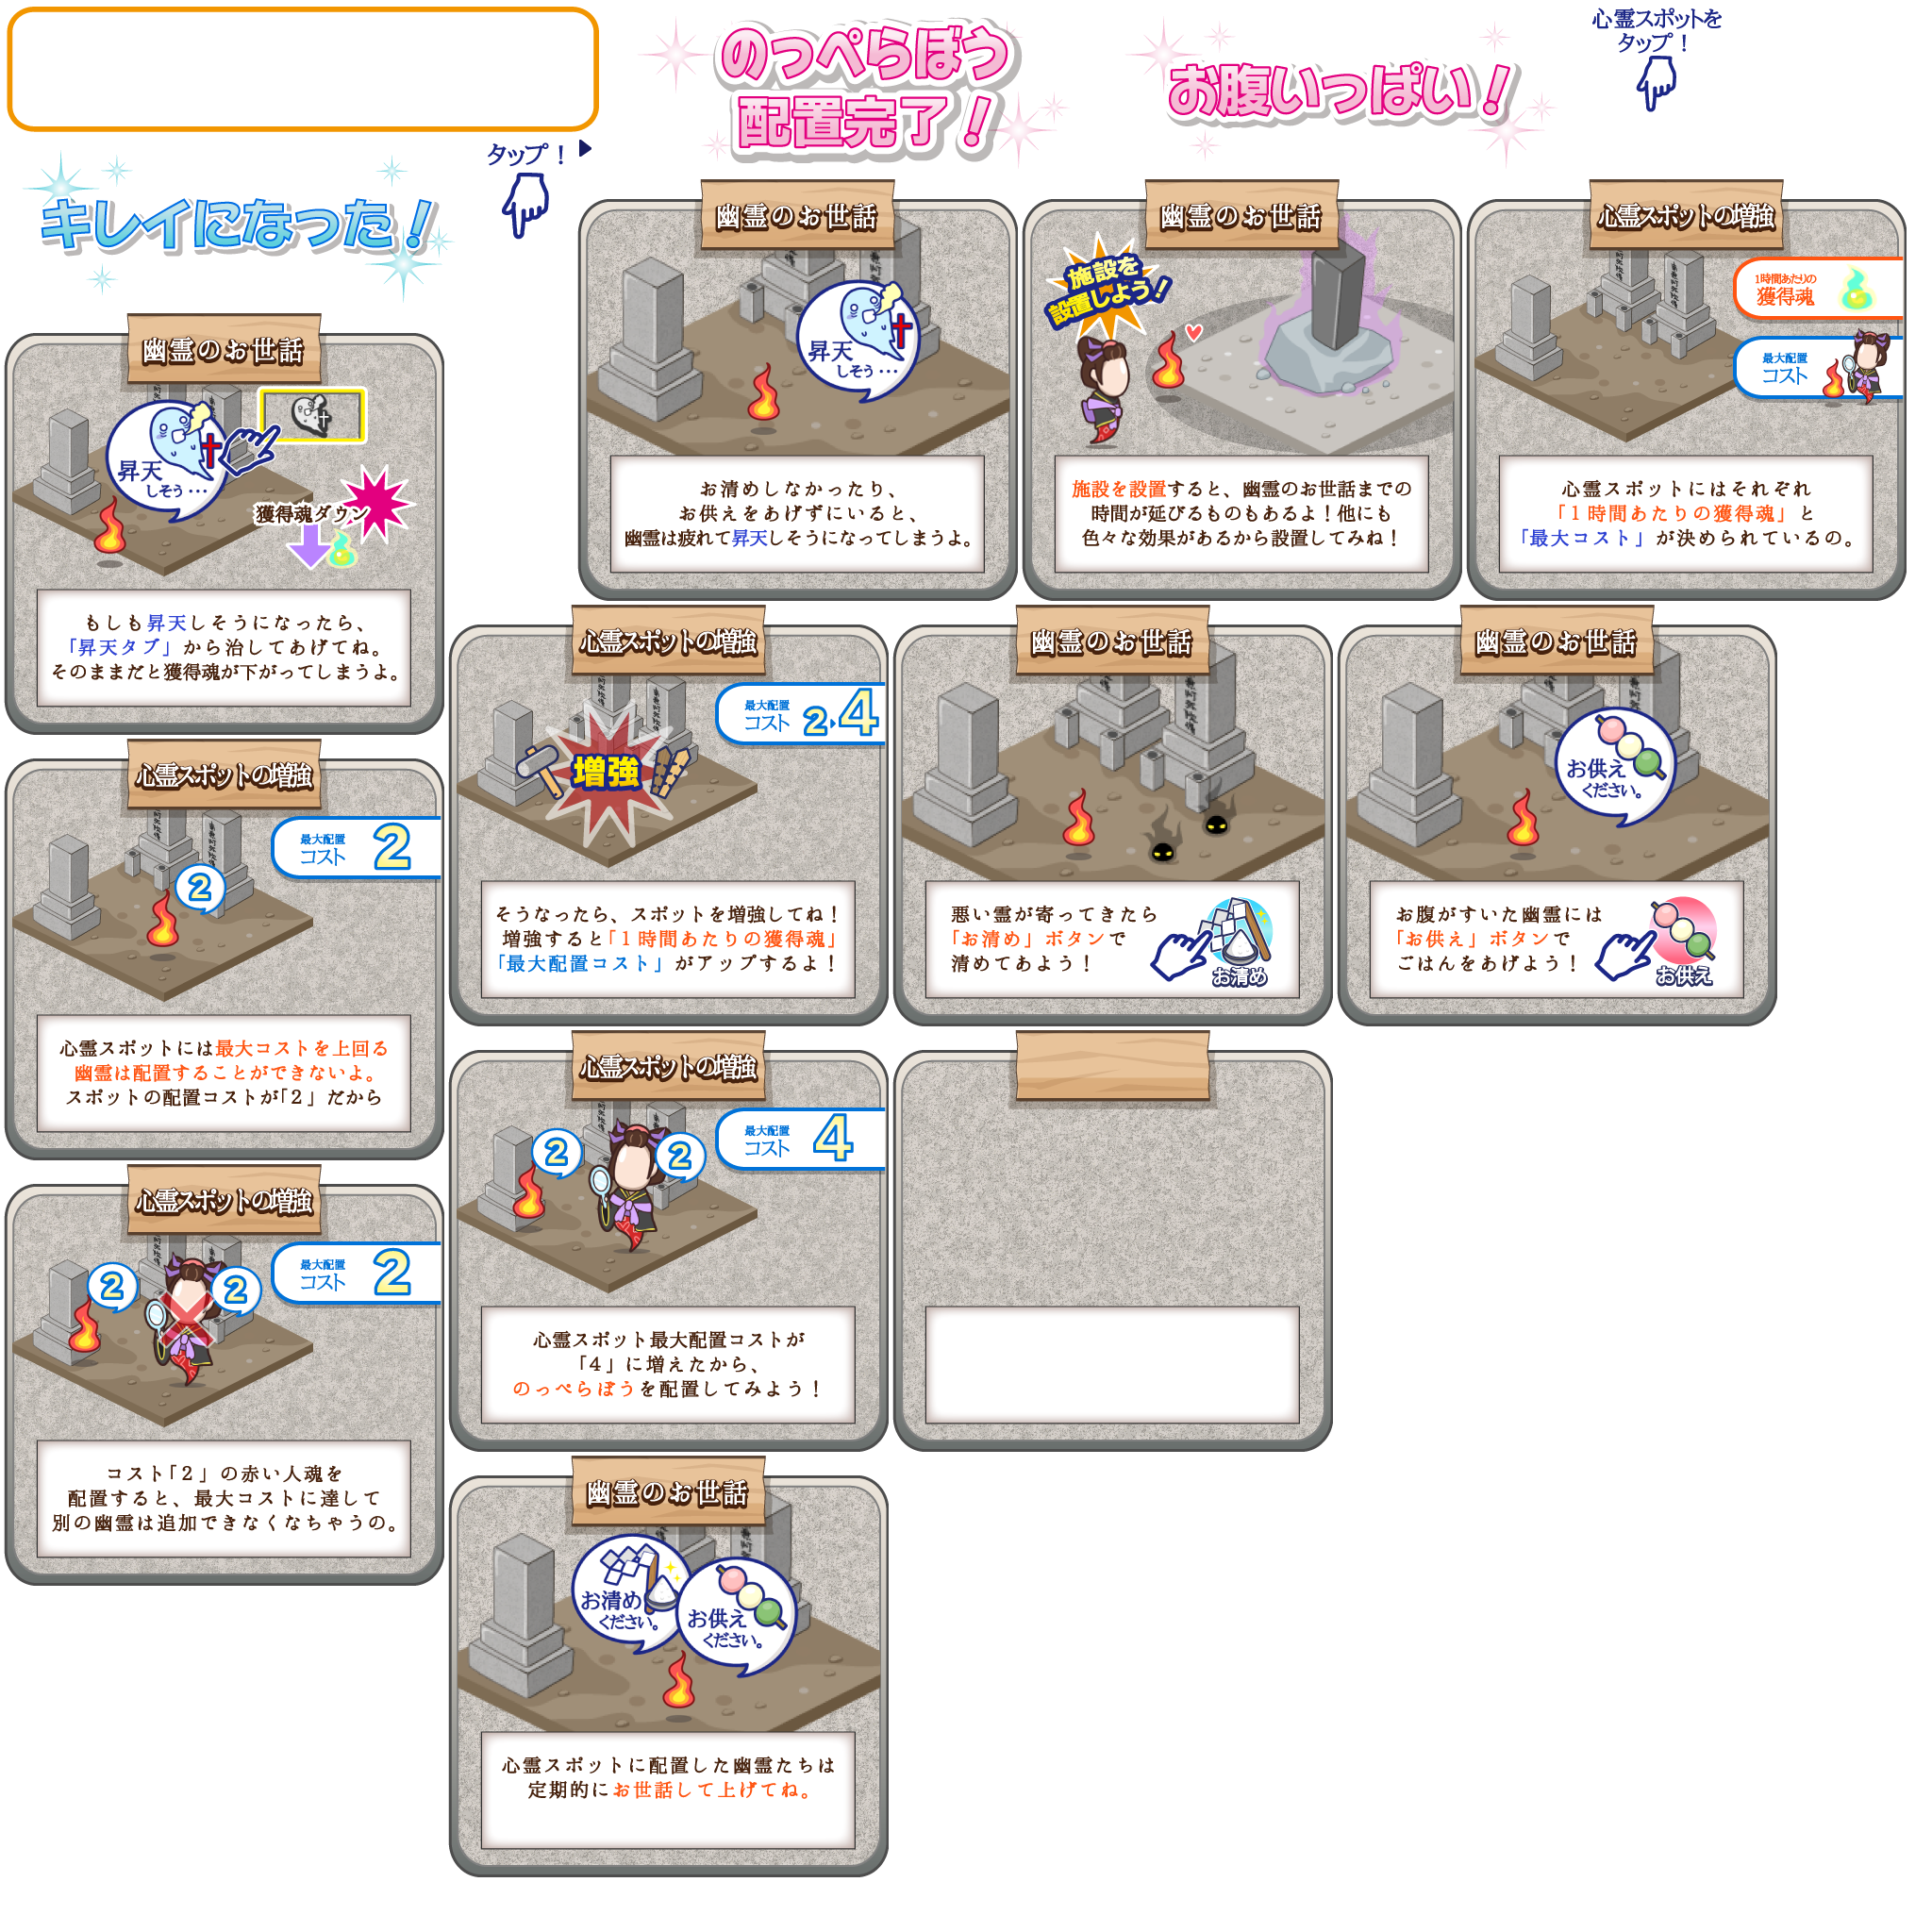 のっぺらぼう
配置完了！
お腹いっぱい！
心霊スポットを
タップ！
タップ！
キレイになった！
幽霊のお世話
昇天
しそう…
お清めしなかったり、
お供えをあげずにいると、
幽霊は疲れて昇天しそうになってしまうよ。
幽霊のお世話
施設を
設置しよう！
施設を設置すると、幽霊のお世話までの
時間が延びるものもあるよ！他にも
色々な効果があるから設置してみね！
心霊スポットの増強
1時間あたりの
獲得魂
最大配置
コスト
心霊スポットにはそれぞれ
「1時間あたりの獲得魂」と
「最大コスト」が決められているの。
幽霊のお世話
昇天
しそう…
獲得魂ダウン
もしも昇天しそうになったら、
「昇天タブ」から治してあげてね。
そのままだと獲得魂が下がってしまうよ。
心霊スポットの増強
最大配置
コスト 2▸4
増強
そうなったら、スポットを増強してね！
増強すると「1時間あたりの獲得魂」
「最大配置コスト」がアップするよ！
幽霊のお世話
悪い霊が寄ってきたら
「お清め」ボタンで
清めてあよう！
お清め
幽霊のお世話
お供え
ください。
お腹がすいた幽霊には
「お供え」ボタンで
ごはんをあげよう！
お供え
心霊スポットの増強
最大配置
コスト 2
2
心霊スポットには最大コストを上回る
幽霊は配置することができないよ。
スポットの配置コストが「2」だから
心霊スポットの増強
最大配置
コスト 4
2
2
心霊スポット最大配置コストが
「4」に増えたから、
のっぺらぼうを配置してみよう！
心霊スポットの増強
最大配置
コスト 2
2
2
コスト「2」の赤い人魂を
配置すると、最大コストに達して
別の幽霊は追加できなくなちゃうの。
幽霊のお世話
お清め
ください。
お供え
ください。
心霊スポットに配置した幽霊たちは
定期的にお世話して上げてね。